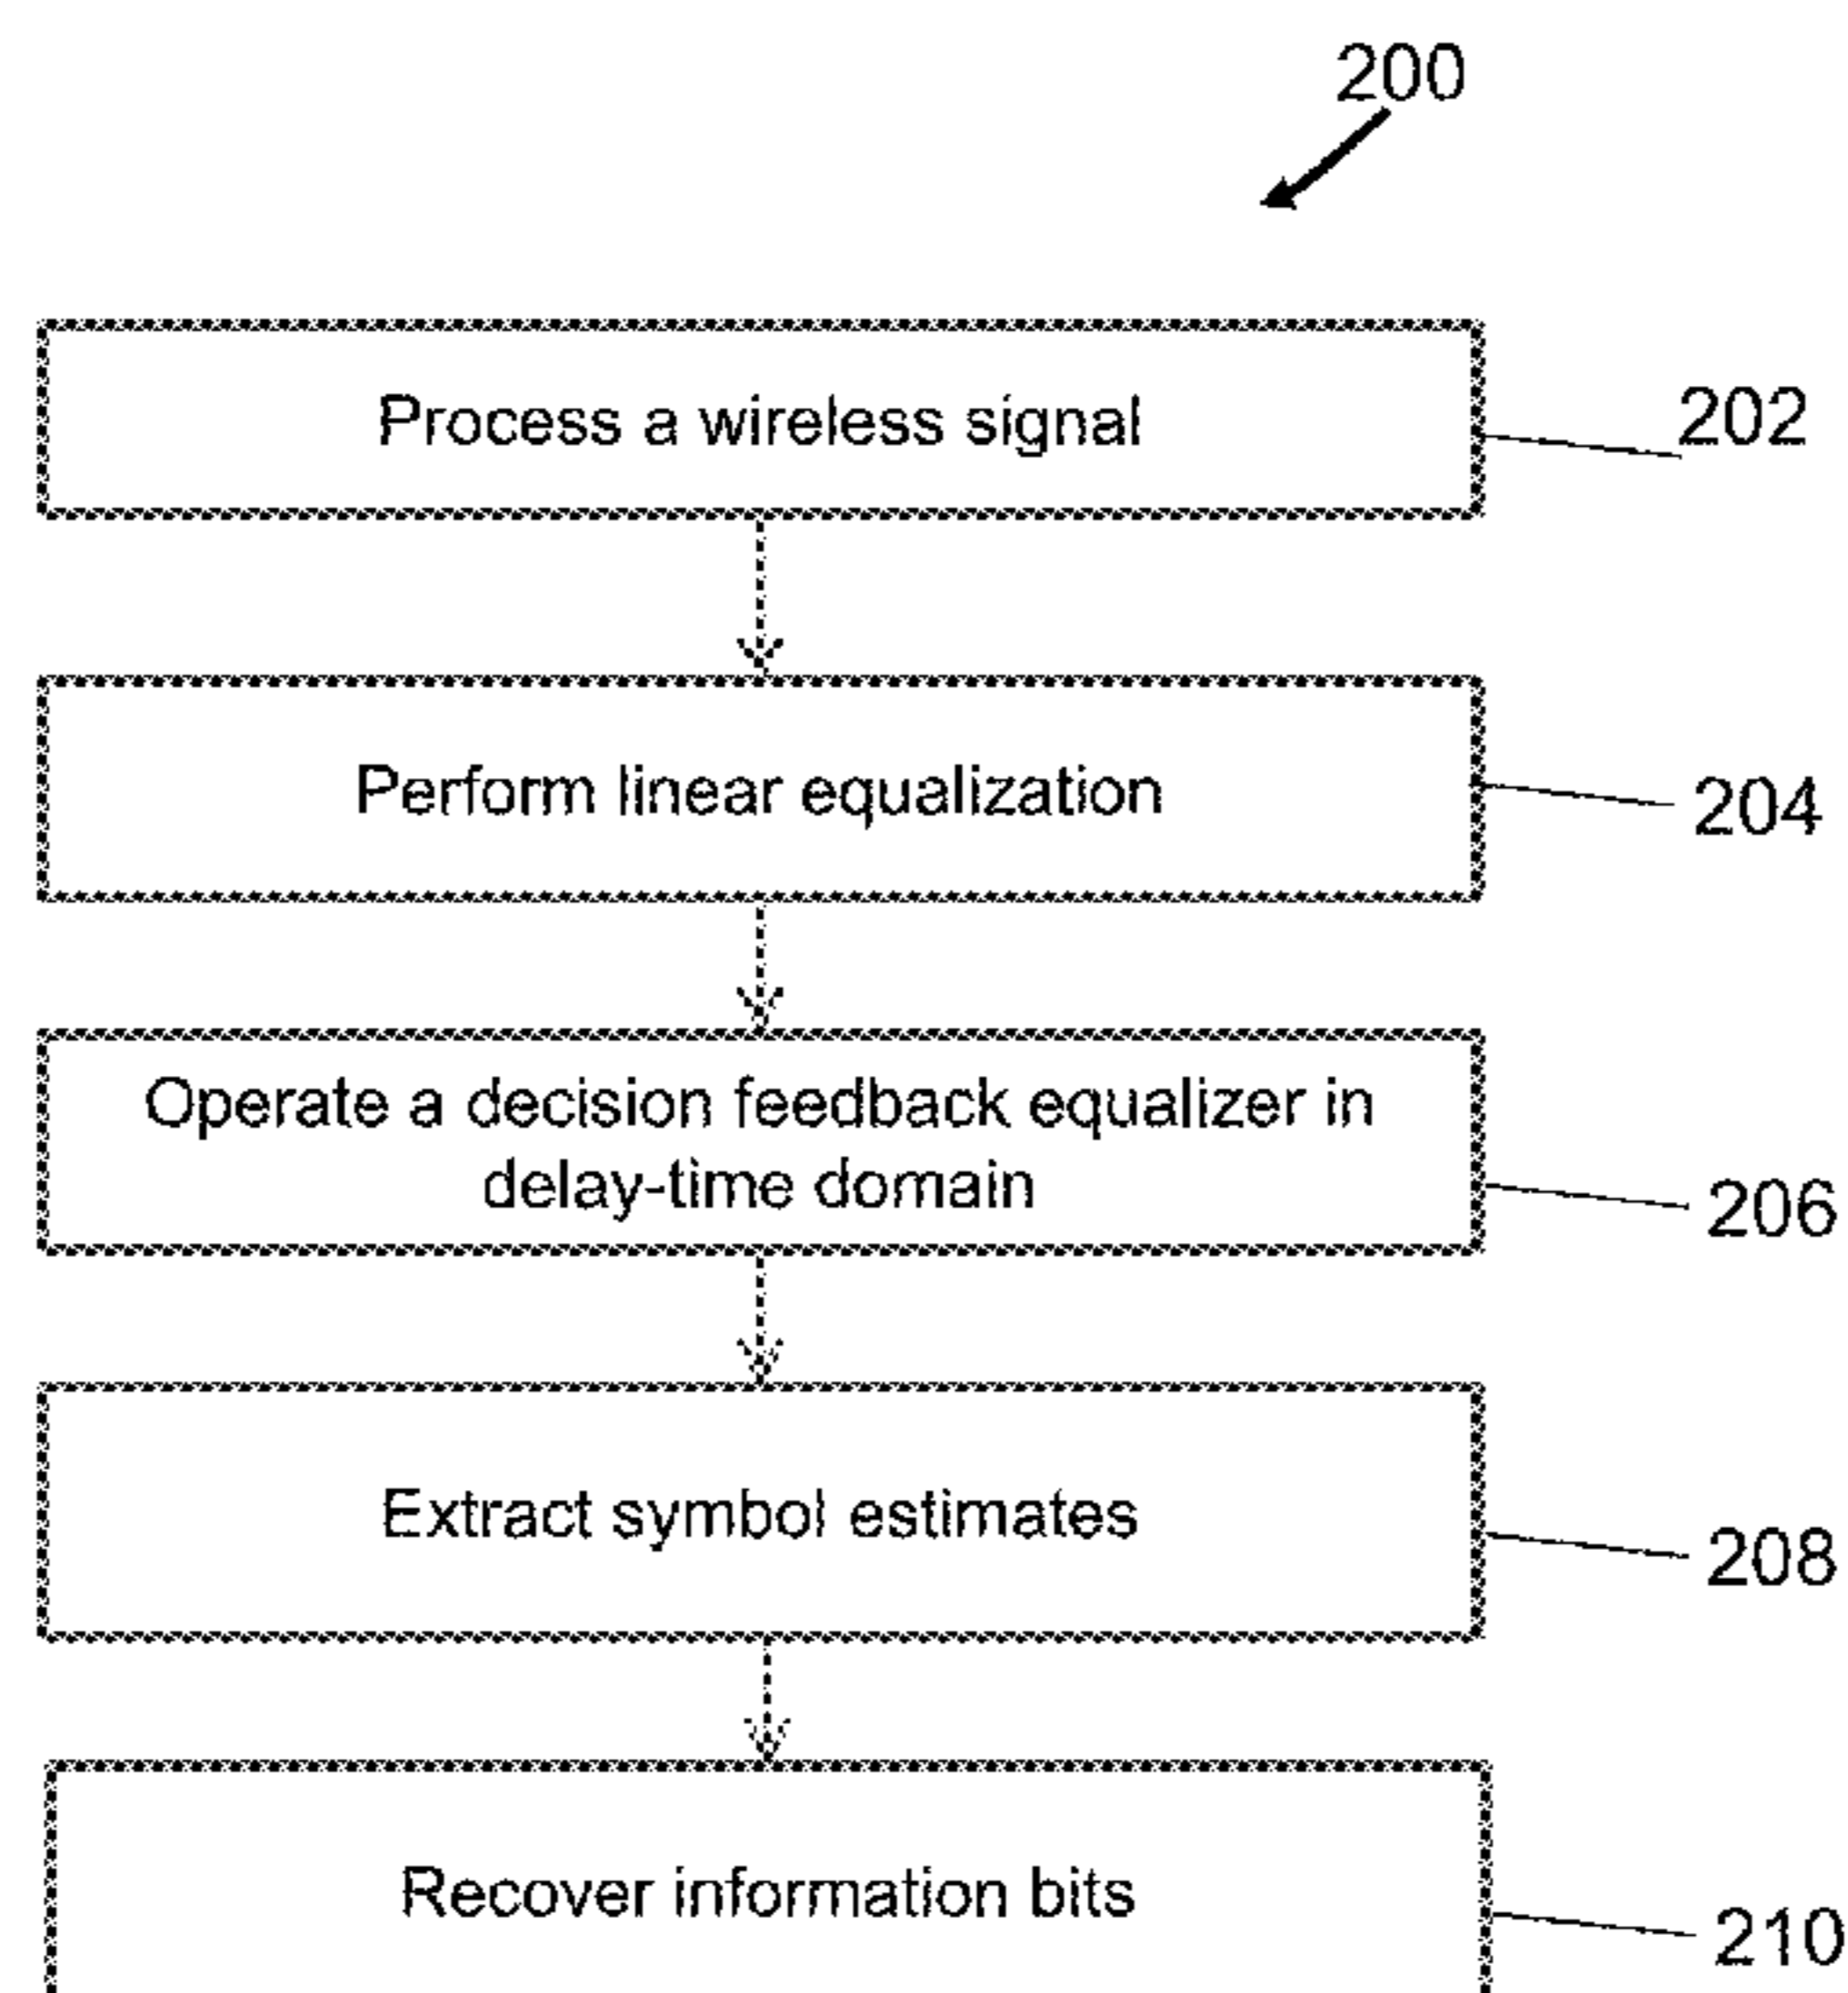 200
Process a wireless signal
202
Perform linear equalization
204
Operate a decision feedback equalizer in
delay-time domain
206
Extract symbol estimates
208
Recover information bits
210